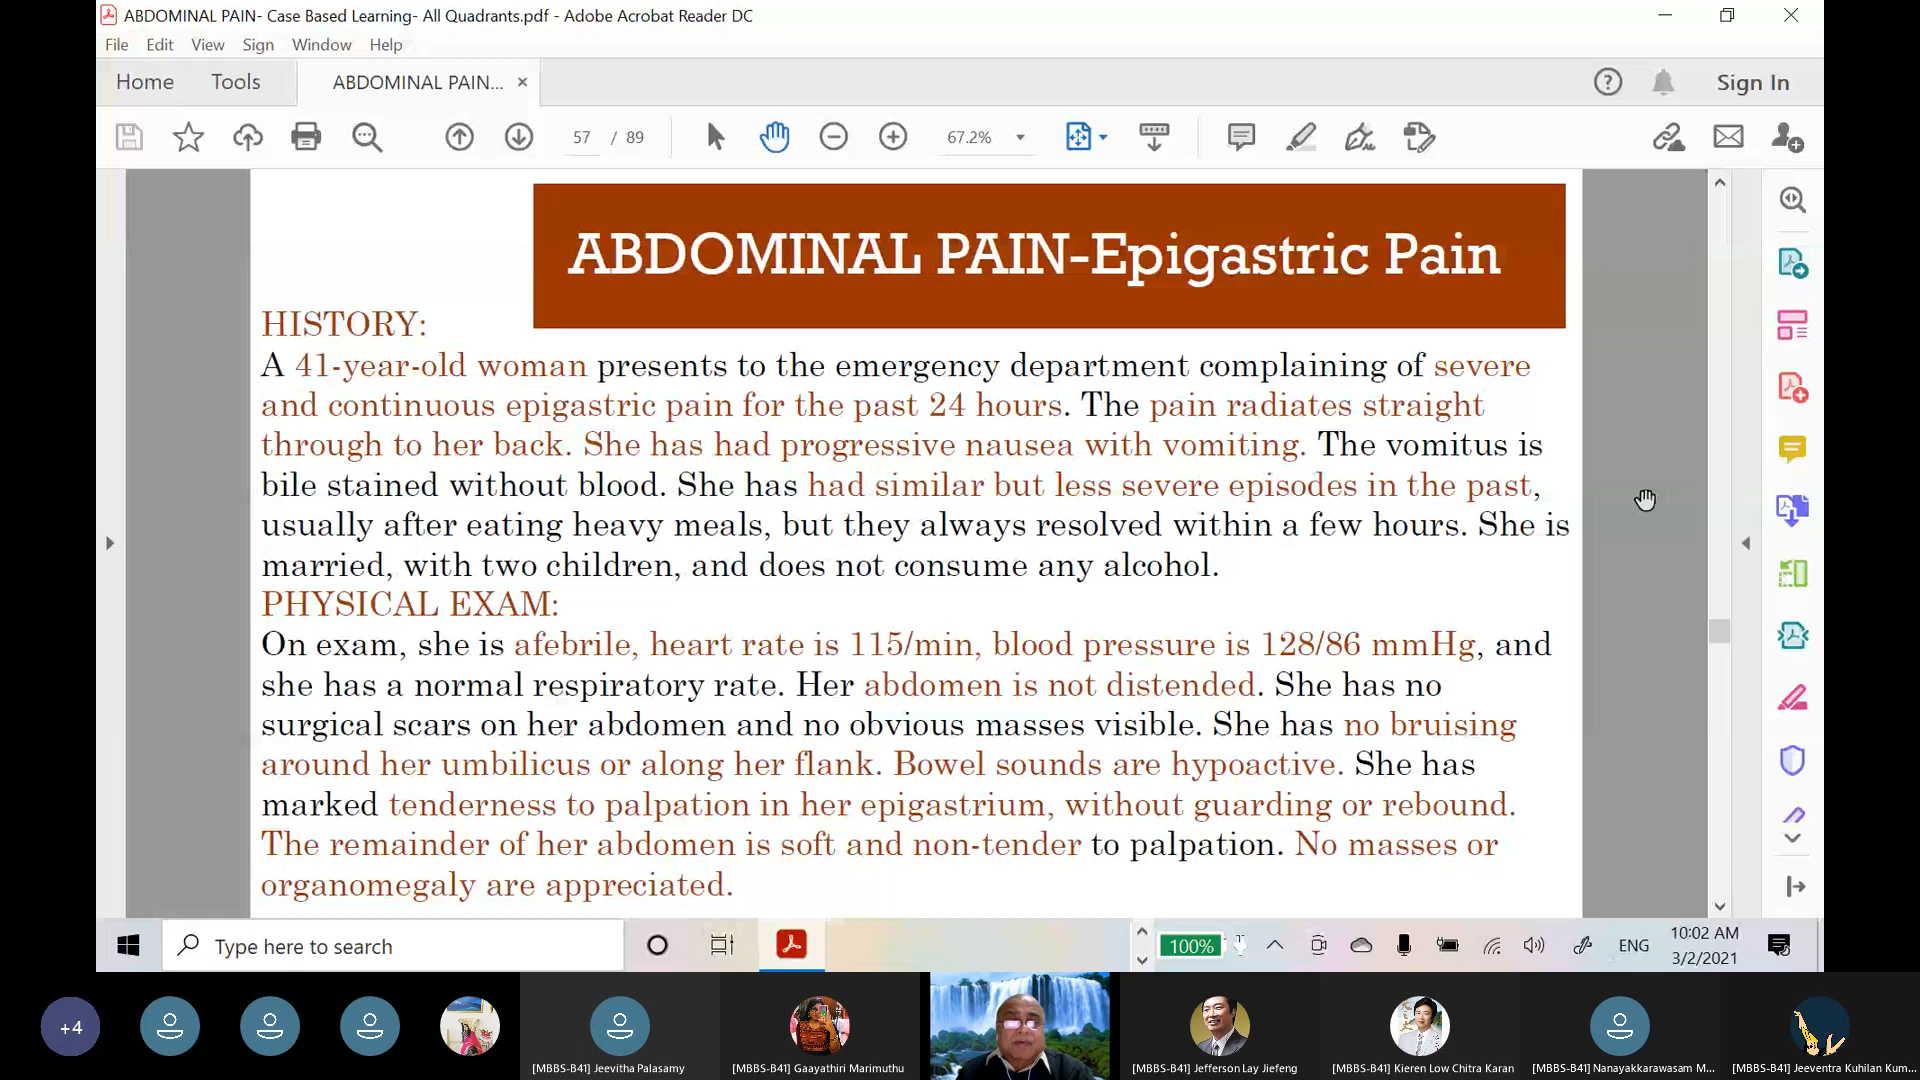 ABDOMINAL PAIN- Case Based Learning- All Quadrants.pdf - Adobe Acrobat Reader DC
File Edit View Sign Window Help
Home Tools ABDOMINAL PAIN... × Sign In
57 / 89 67.2%
ABDOMINAL PAIN-Epigastric Pain
HISTORY:
A 41-year-old woman presents to the emergency department complaining of severe
and continuous epigastric pain for the past 24 hours. The pain radiates straight
through to her back. She has had progressive nausea with vomiting. The vomitus is
bile stained without blood. She has had similar but less severe episodes in the past,
usually after eating heavy meals, but they always resolved within a few hours. She is
married, with two children, and does not consume any alcohol.
PHYSICAL EXAM:
On exam, she is afebrile, heart rate is 115/min, blood pressure is 128/86 mmHg, and
she has a normal respiratory rate. Her abdomen is not distended. She has no
surgical scars on her abdomen and no obvious masses visible. She has no bruising
around her umbilicus or along her flank. Bowel sounds are hypoactive. She has
marked tenderness to palpation in her epigastrium, without guarding or rebound.
The remainder of her abdomen is soft and non-tender to palpation. No masses or
organomegaly are appreciated.
Type here to search
100%
ENG
10:02 AM
3/2/2021
+4
[MBBS-B41] Jeevitha Palasamy
[MBBS-B41] Gaayathiri Marimuthu
[MBBS-B41] Jefferson Lay Jiefeng
[MBBS-B41] Kieren Low Chitra Karan
[MBBS-B41] Nanayakkarawasam M...
[MBBS-B41] Jeeventra Kuhilan Kum...